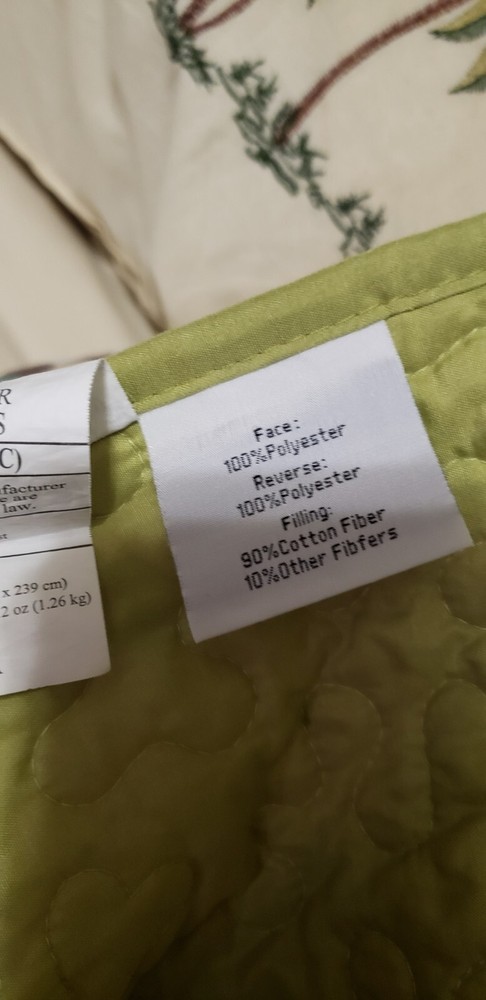 R
S
C)
facturer
e are
law.
st
x 239 cm)
2 oz (1.26 kg)
Face:
100%Polyester
Reverse:
100%Polyester
Filling:
90%Cotton Fiber
10%Other Fibfers